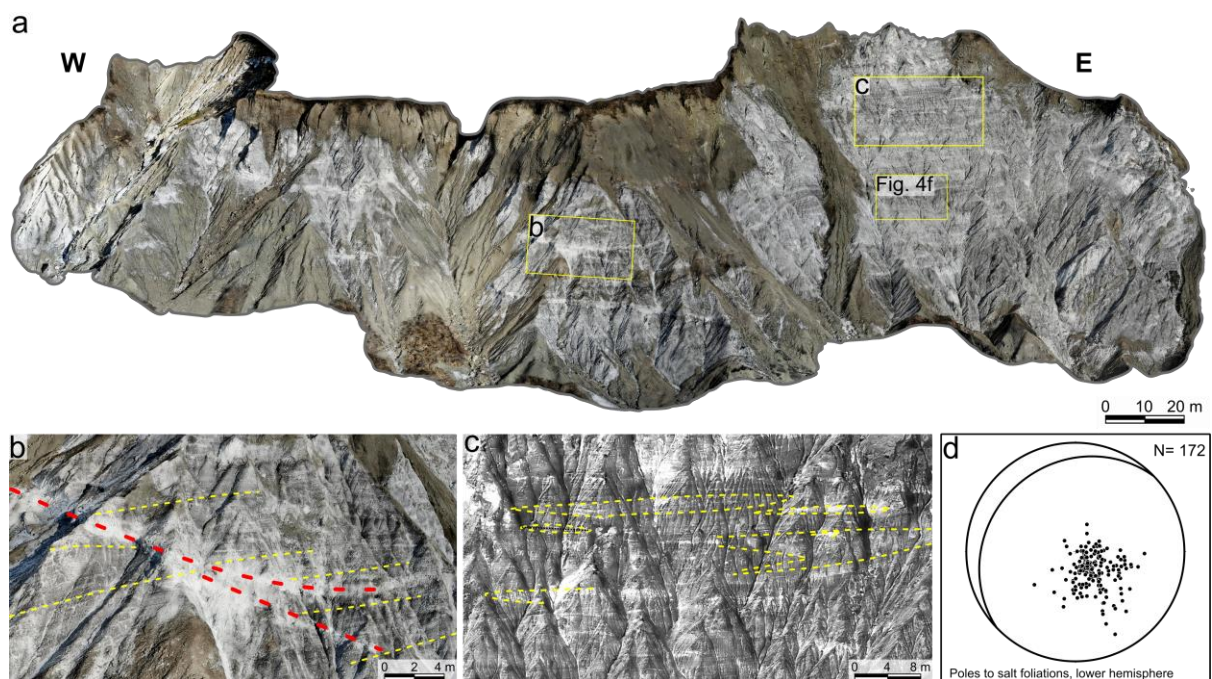 a
W
E
c
Fig. 4f
b
0 10 20 m
b
0 2 4 m
c
0 4 8 m
d
N= 172
Poles to salt foliations, lower hemisphere